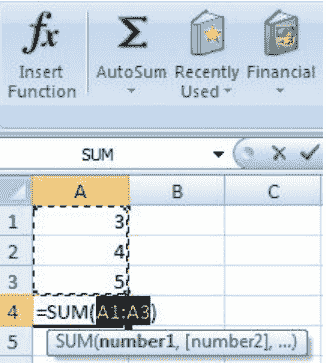 fx
Σ
Insert Function
AutoSum
Recently Used
Financial
SUM
A B C
1 3
2 4
3 5
4 =SUM(A1:A3)
5 SUM(number1, [number2], ...)